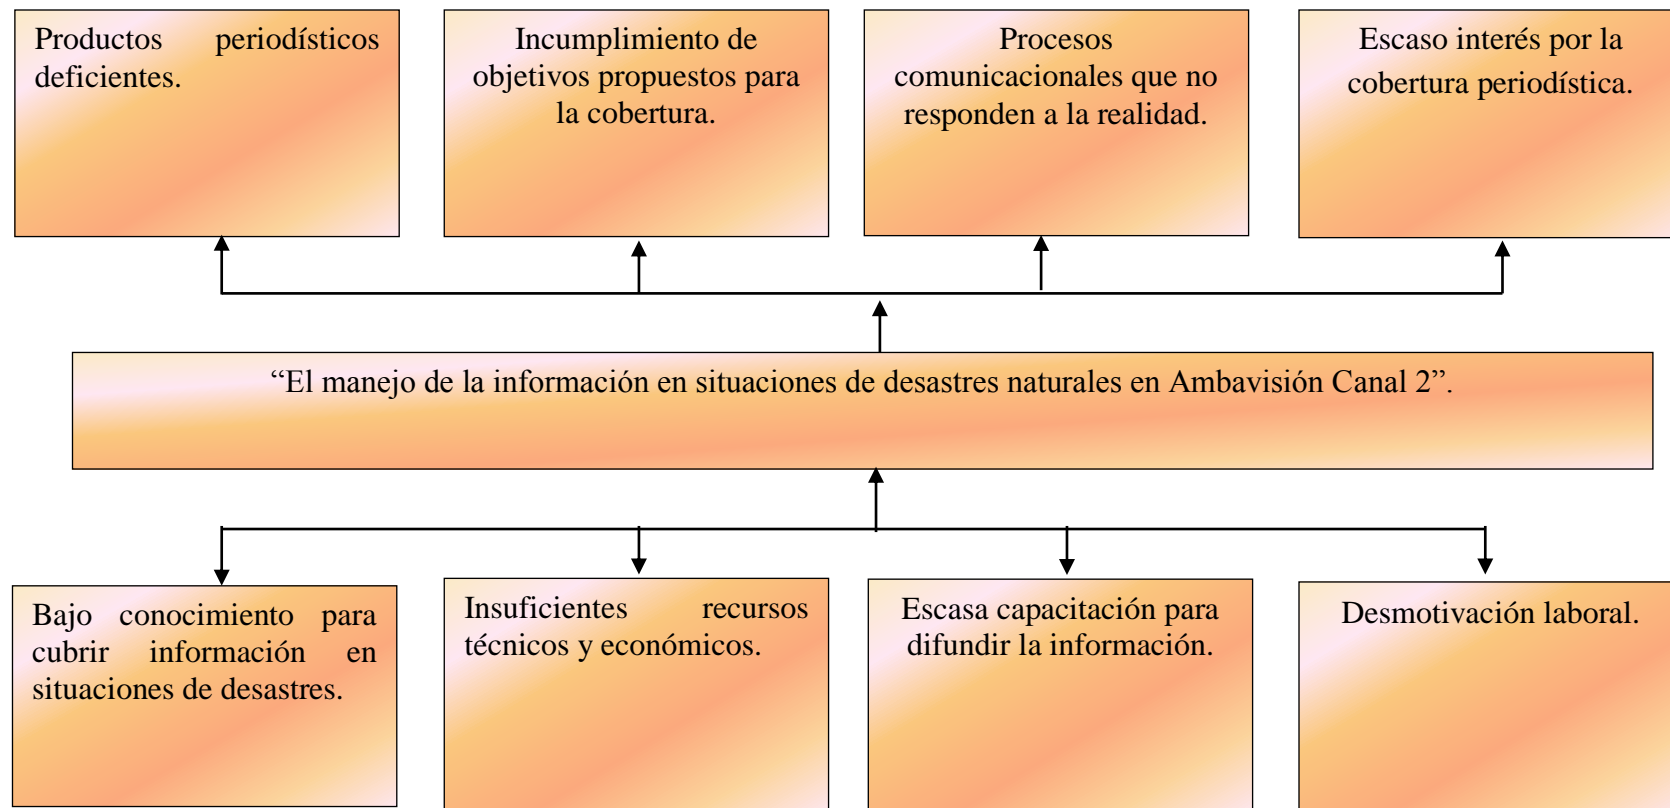 Productos periodísticos
deficientes.
Incumplimiento de
objetivos propuestos para
la cobertura.
Procesos
comunicacionales que no
responden a la realidad.
Escaso interés por la
cobertura periodística.
“El manejo de la información en situaciones de desastres naturales en Ambavisión Canal 2”.
Bajo conocimiento para
cubrir información en
situaciones de desastres.
Insuficientes recursos
técnicos y económicos.
Escasa capacitación para
difundir la información.
Desmotivación laboral.